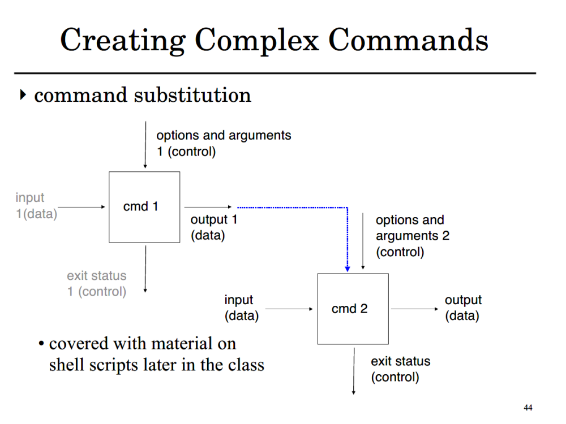 Creating Complex Commands
‣ command substitution
options and arguments
1 (control)
input
1(data)
cmd 1
output 1
(data)
options and
arguments 2
(control)
exit status
1 (control)
input
(data)
cmd 2
output
(data)
• covered with material on
shell scripts later in the class
exit status
(control)
44